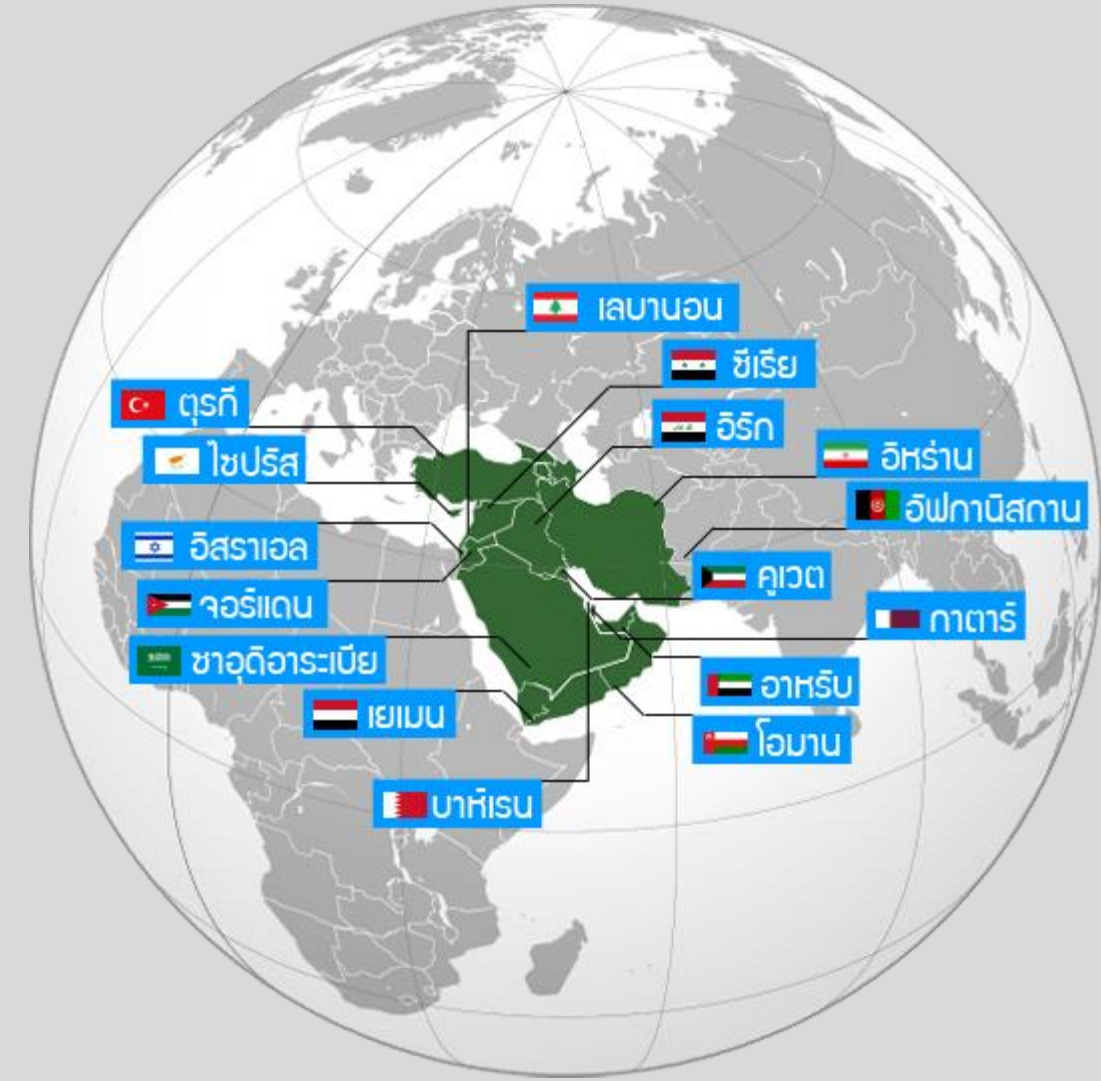 เลบานอน
ซีเรีย
ตุรกี
อิรัก
ไซปรัส
อิหร่าน
อัฟกานิสถาน
อิสราเอล
คูเวต
จอร์แดน
กาตาร์
ซาอุดิอาระเบีย
อาหรับ
เยเมน
โอมาน
บาห์เรน